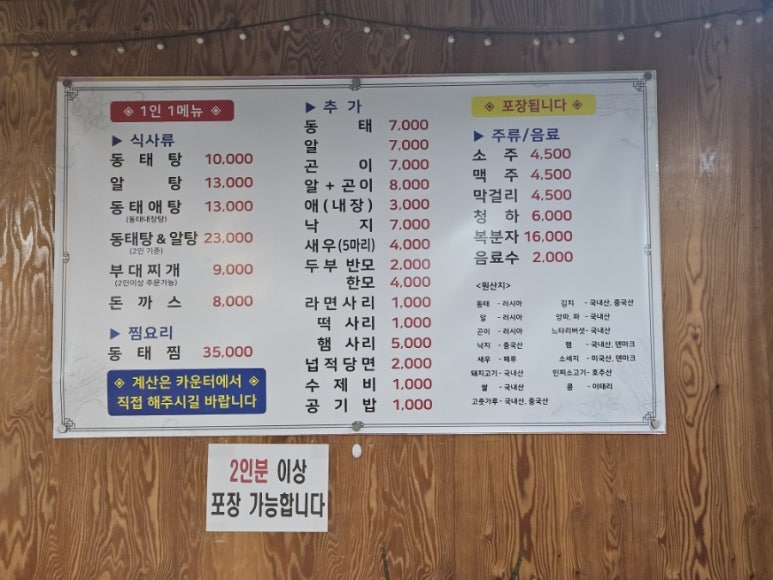 ◈ 1인 1메뉴 ◈
▶ 식사류
동태탕 10,000
알탕 13,000
동태애탕 13,000
(동태내장탕)
동태탕&알탕 23,000
(2인 기준)
부대찌개 9,000
(2인이상 주문가능)
돈까스 8,000
▶ 찜요리
동태찜 35,000
◈ 계산은 카운터에서 ◈
직접 해주시길 바랍니다
▶ 추가
동태 7,000
알 7,000
곤이 7,000
알+곤이 8,000
애(내장) 3,000
낙지 7,000
새우(5마리) 4,000
두부 반모 2,000
한모 4,000
라면사리 1,000
떡사리 1,000
햄사리 5,000
넙적당면 2,000
수제비 1,000
공기밥 1,000
◈ 포장됩니다 ◈
▶ 주류/음료
소주 4,500
맥주 4,500
막걸리 4,500
청하 6,000
복분자 16,000
음료수 2,000
<원산지>
동태 - 러시아 김치 - 국내산, 중국산
알 - 러시아 양파, 파 - 국내산
곤이 - 러시아 느타리버섯 - 국내산
낙지 - 중국산 햄 - 국내산, 덴마크
새우 - 페루 소세지 - 미국산, 덴마크
돼지고기 - 국내산 민찌소고기 - 호주산
쌀 - 국내산 콩 - 이태리
고춧가루 - 국내산, 중국산
2인분 이상
포장 가능합니다